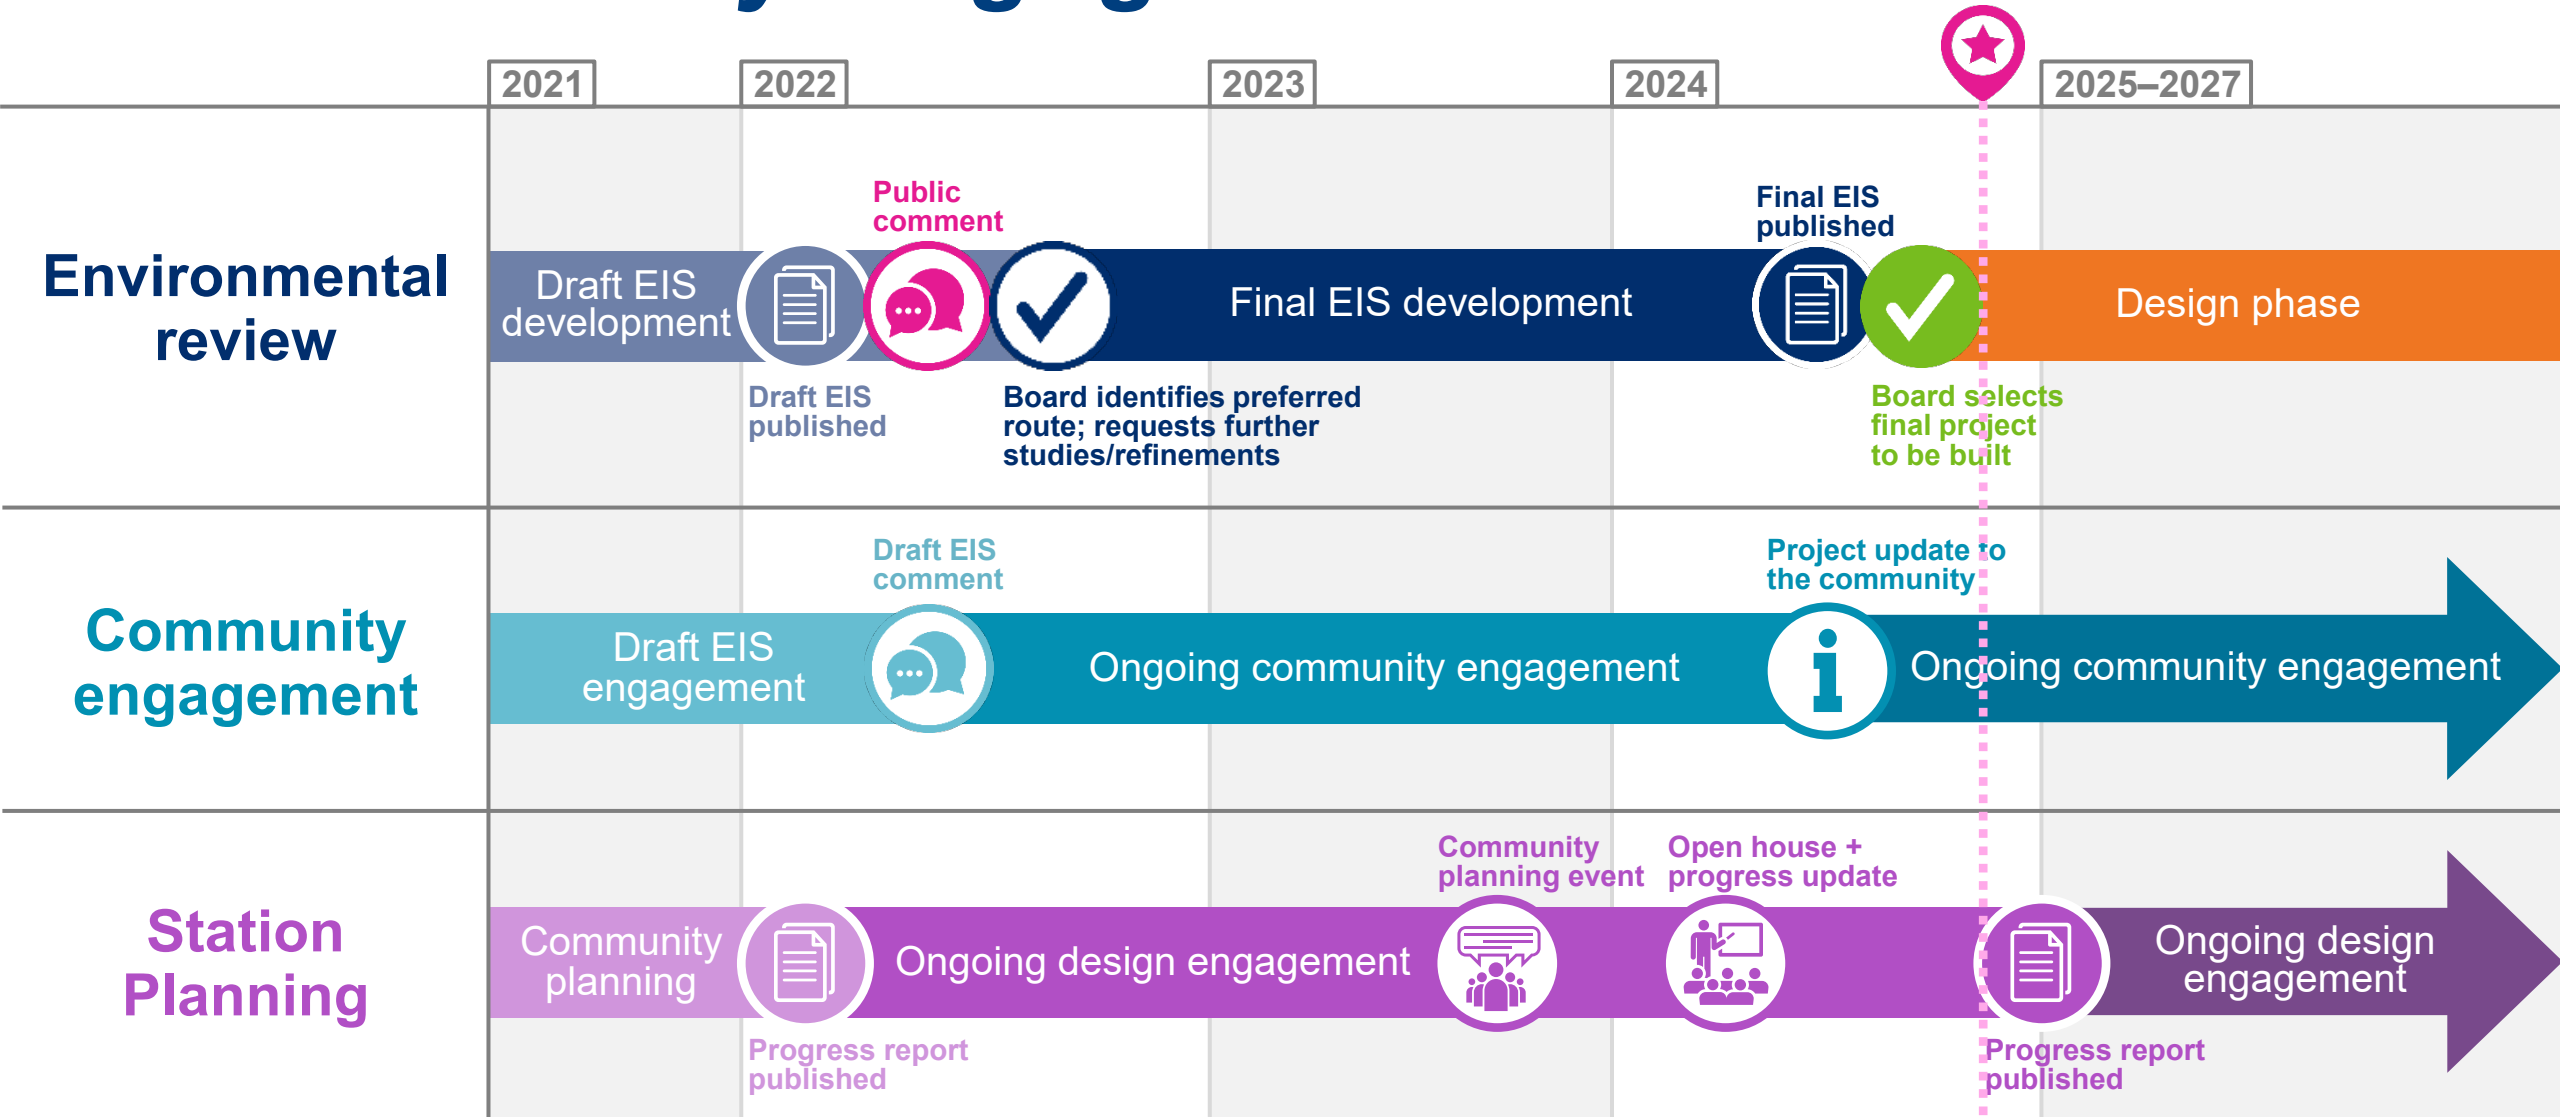 2021
2022
2023
2024
2025–2027
Environmental
review
Public
comment
Final EIS
published
Draft EIS
development
Final EIS development
Design phase
Draft EIS
published
Board identifies preferred
route; requests further
studies/refinements
Board selects
final project
to be built
Community
engagement
Draft EIS
comment
Project update to
the community
Draft EIS
engagement
Ongoing community engagement
Ongoing community engagement
Station
Planning
Community
planning event
Open house +
progress update
Community
planning
Ongoing design engagement
Ongoing design
engagement
Progress report
published
Progress report
published